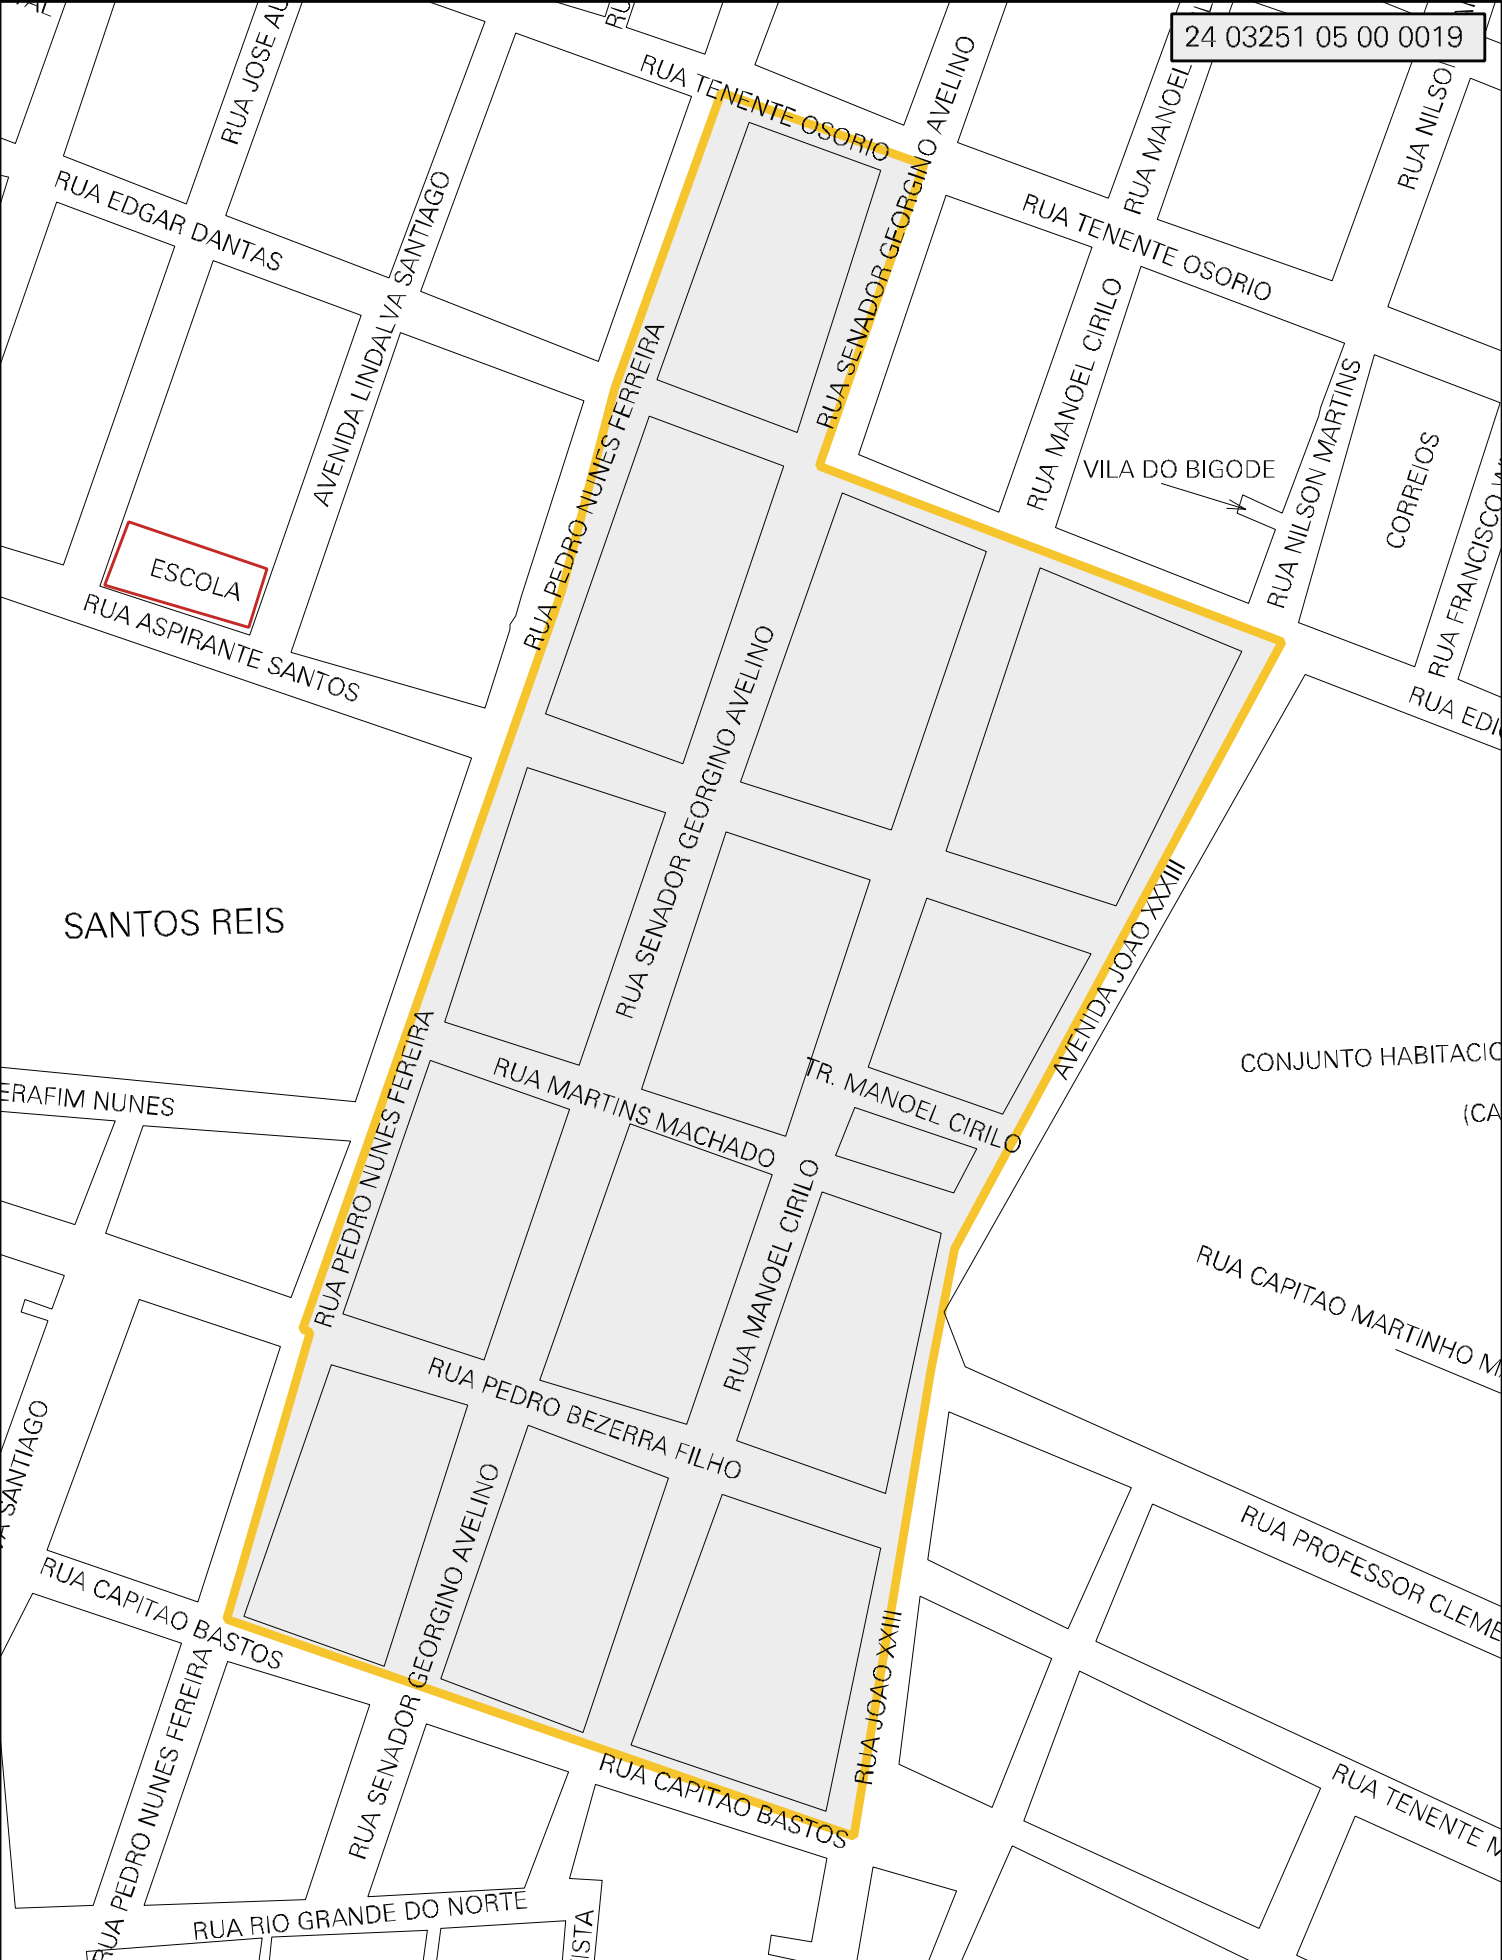 24 03251 05 00 0019
RUA JOSE
RUA TENENTE OSORIO
RUA SENADOR GEORGINO AVELINO
RUA MANOEL
RUA NILSON
RUA EDGAR DANTAS
AVENIDA LINDALVA SANTIAGO
RUA TENENTE OSORIO
RUA MANOEL CIRILO
RUA PEDRO NUNES FERREIRA
VILA DO BIGODE
RUA NILSON MARTINS
CORREIOS
RUA FRANCISCO
ESCOLA
RUA ASPIRANTE SANTOS
RUA EDI
RUA SENADOR GEORGINO AVELINO
SANTOS REIS
AVENIDA JOAO XXXIII
CONJUNTO HABITACIO
(CA
ERAFIM NUNES
RUA PEDRO NUNES FEREIRA
RUA MARTINS MACHADO
TR. MANOEL CIRILO
RUA MANOEL CIRILO
RUA CAPITAO MARTINHO M
RUA PEDRO BEZERRA FILHO
SANTIAGO
RUA SENADOR GEORGINO AVELINO
RUA PROFESSOR CLEME
RUA CAPITAO BASTOS
RUA JOAO XXIII
RUA PEDRO NUNES FEREIRA
RUA CAPITAO BASTOS
RUA TENENTE M
RUA RIO GRANDE DO NORTE
ISTA